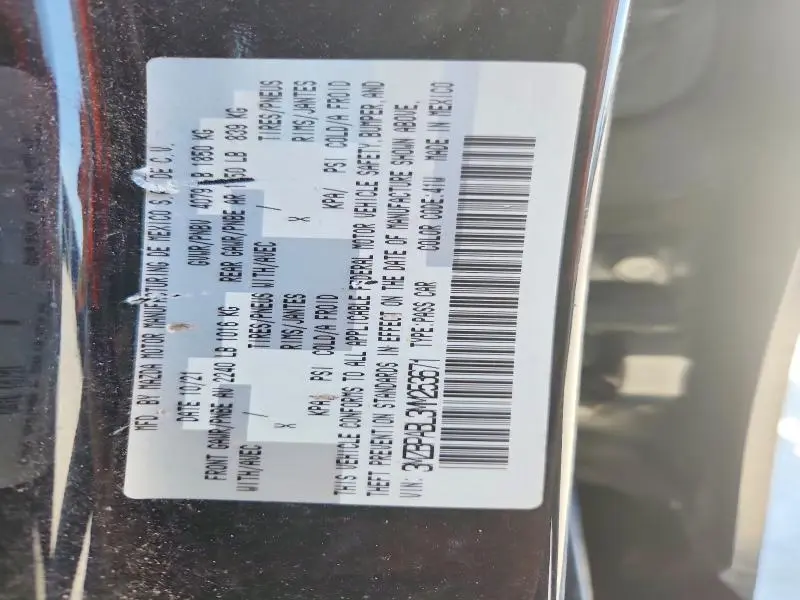 MFD. BY MAZDA MOTOR MANUFACTURING DE MEXICO S.A. DE C.V.
DATE 10/21 GVWR/PNBV 4079 LB 1850 KG
FRONT GAWR/PNBE AV 2240 LB 1016 KG REAR GAWR/PNBE AR 1850 LB 839 KG
WITH/AVEC TIRES/PNEUS WITH/AVEC TIRES/PNEUS
/ RIMS/JANTES / RIMS/JANTES
X X
KPA/ PSI COLD/A FROID KPA/ PSI COLD/A FROID
THIS VEHICLE CONFORMS TO ALL APPLICABLE FEDERAL MOTOR VEHICLE SAFETY, BUMPER, AND
THEFT PREVENTION STANDARDS IN EFFECT ON THE DATE OF MANUFACTURE SHOWN ABOVE.
VIN: 3MZBPABL3NM253671 TYPE:PASS CAR COLOR CODE:41W MADE IN MEXICO